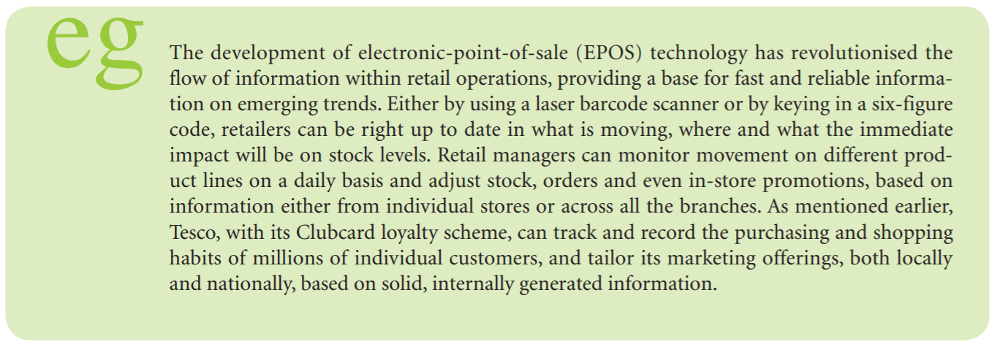 eg
The development of electronic-point-of-sale (EPOS) technology has revolutionised the
flow of information within retail operations, providing a base for fast and reliable informa-
tion on emerging trends. Either by using a laser barcode scanner or by keying in a six-figure
code, retailers can be right up to date in what is moving, where and what the immediate
impact will be on stock levels. Retail managers can monitor movement on different prod-
uct lines on a daily basis and adjust stock, orders and even in-store promotions, based on
information either from individual stores or across all the branches. As mentioned earlier,
Tesco, with its Clubcard loyalty scheme, can track and record the purchasing and shopping
habits of millions of individual customers, and tailor its marketing offerings, both locally
and nationally, based on solid, internally generated information.